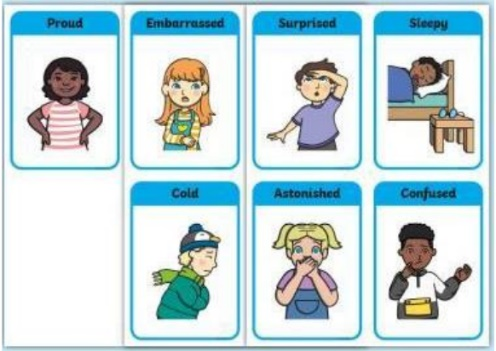 Proud
Embarrassed
Surprised
Sleepy
Cold
Astonished
Confused